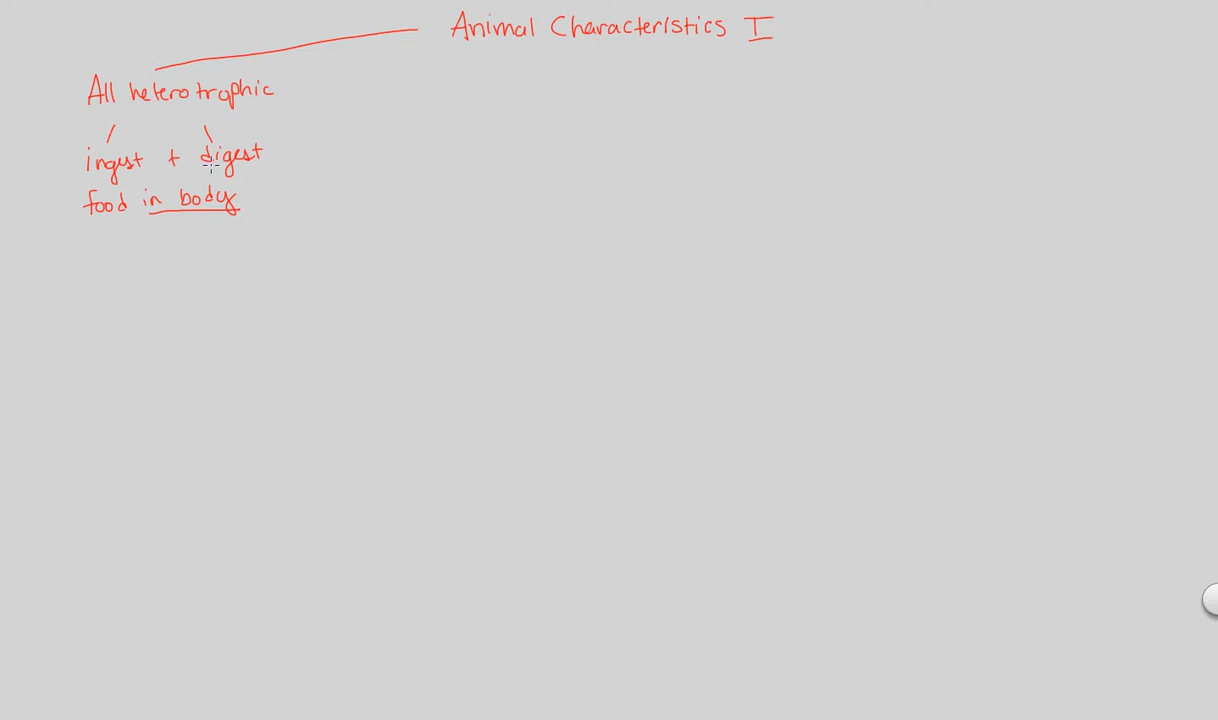 Animal Characteristics I
All heterotrophic
ingest + digest
food in body